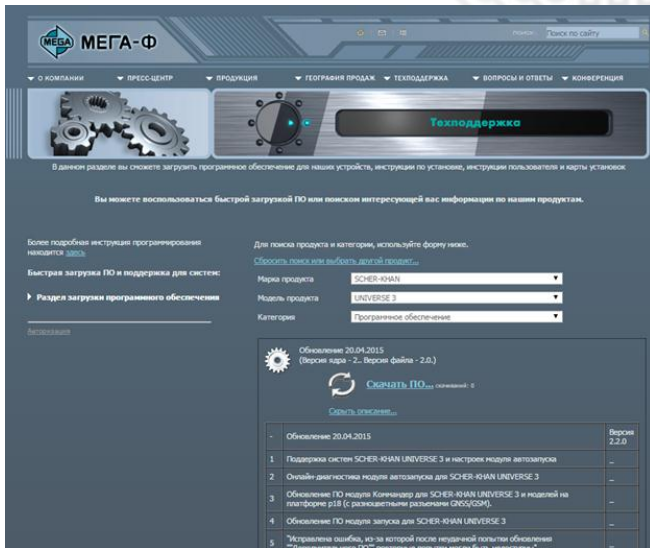 МЕГА-Ф
Поиск: Поиск по сайту
О КОМПАНИИ ПРЕСС-ЦЕНТР ПРОДУКЦИЯ ГЕОГРАФИЯ ПРОДАЖ ТЕХПОДДЕРЖКА ВОПРОСЫ И ОТВЕТЫ КОНФЕРЕНЦИЯ
Техподдержка
В данном разделе вы сможете загрузить программное обеспечение для наших устройств, инструкции по установке, инструкции пользователя и карты установок
Вы можете воспользоваться быстрой загрузкой ПО или поиском интересующей вас информации по нашим продуктам.
Более подробная инструкция программирования
находится здесь
Быстрая загрузка ПО и поддержка для систем:
Раздел загрузки программного обеспечения
Авторизация
Для поиска продукта и категории, используйте форму ниже.
Сбросить поиск или выбрать другой продукт...
Марка продукта SCHER-KHAN
Модель продукта UNIVERSE 3
Категория Программное обеспечение
Обновление 20.04.2015
(Версия ядра - 2.. Версия файла - 2.0.)
Скачать ПО... скачиваний: 0
Скрыть описание...
- Обновление 20.04.2015 Версия
2.2.0
1 Поддержка систем SCHER-KHAN UNIVERSE 3 и настроек модуля автозапуска _
2 Онлайн-диагностика модуля автозапуска для SCHER-KHAN UNIVERSE 3 _
3 Обновление ПО модуля Коммандер для SCHER-KHAN UNIVERSE 3 и моделей на
платформе p18 (с разноцветными разъемами GNSS/GSM). _
4 Обновление ПО модуля запуска для SCHER-KHAN UNIVERSE 3 _
5 "Исправлена ошибка, из-за которой после неудачной попытки обновления